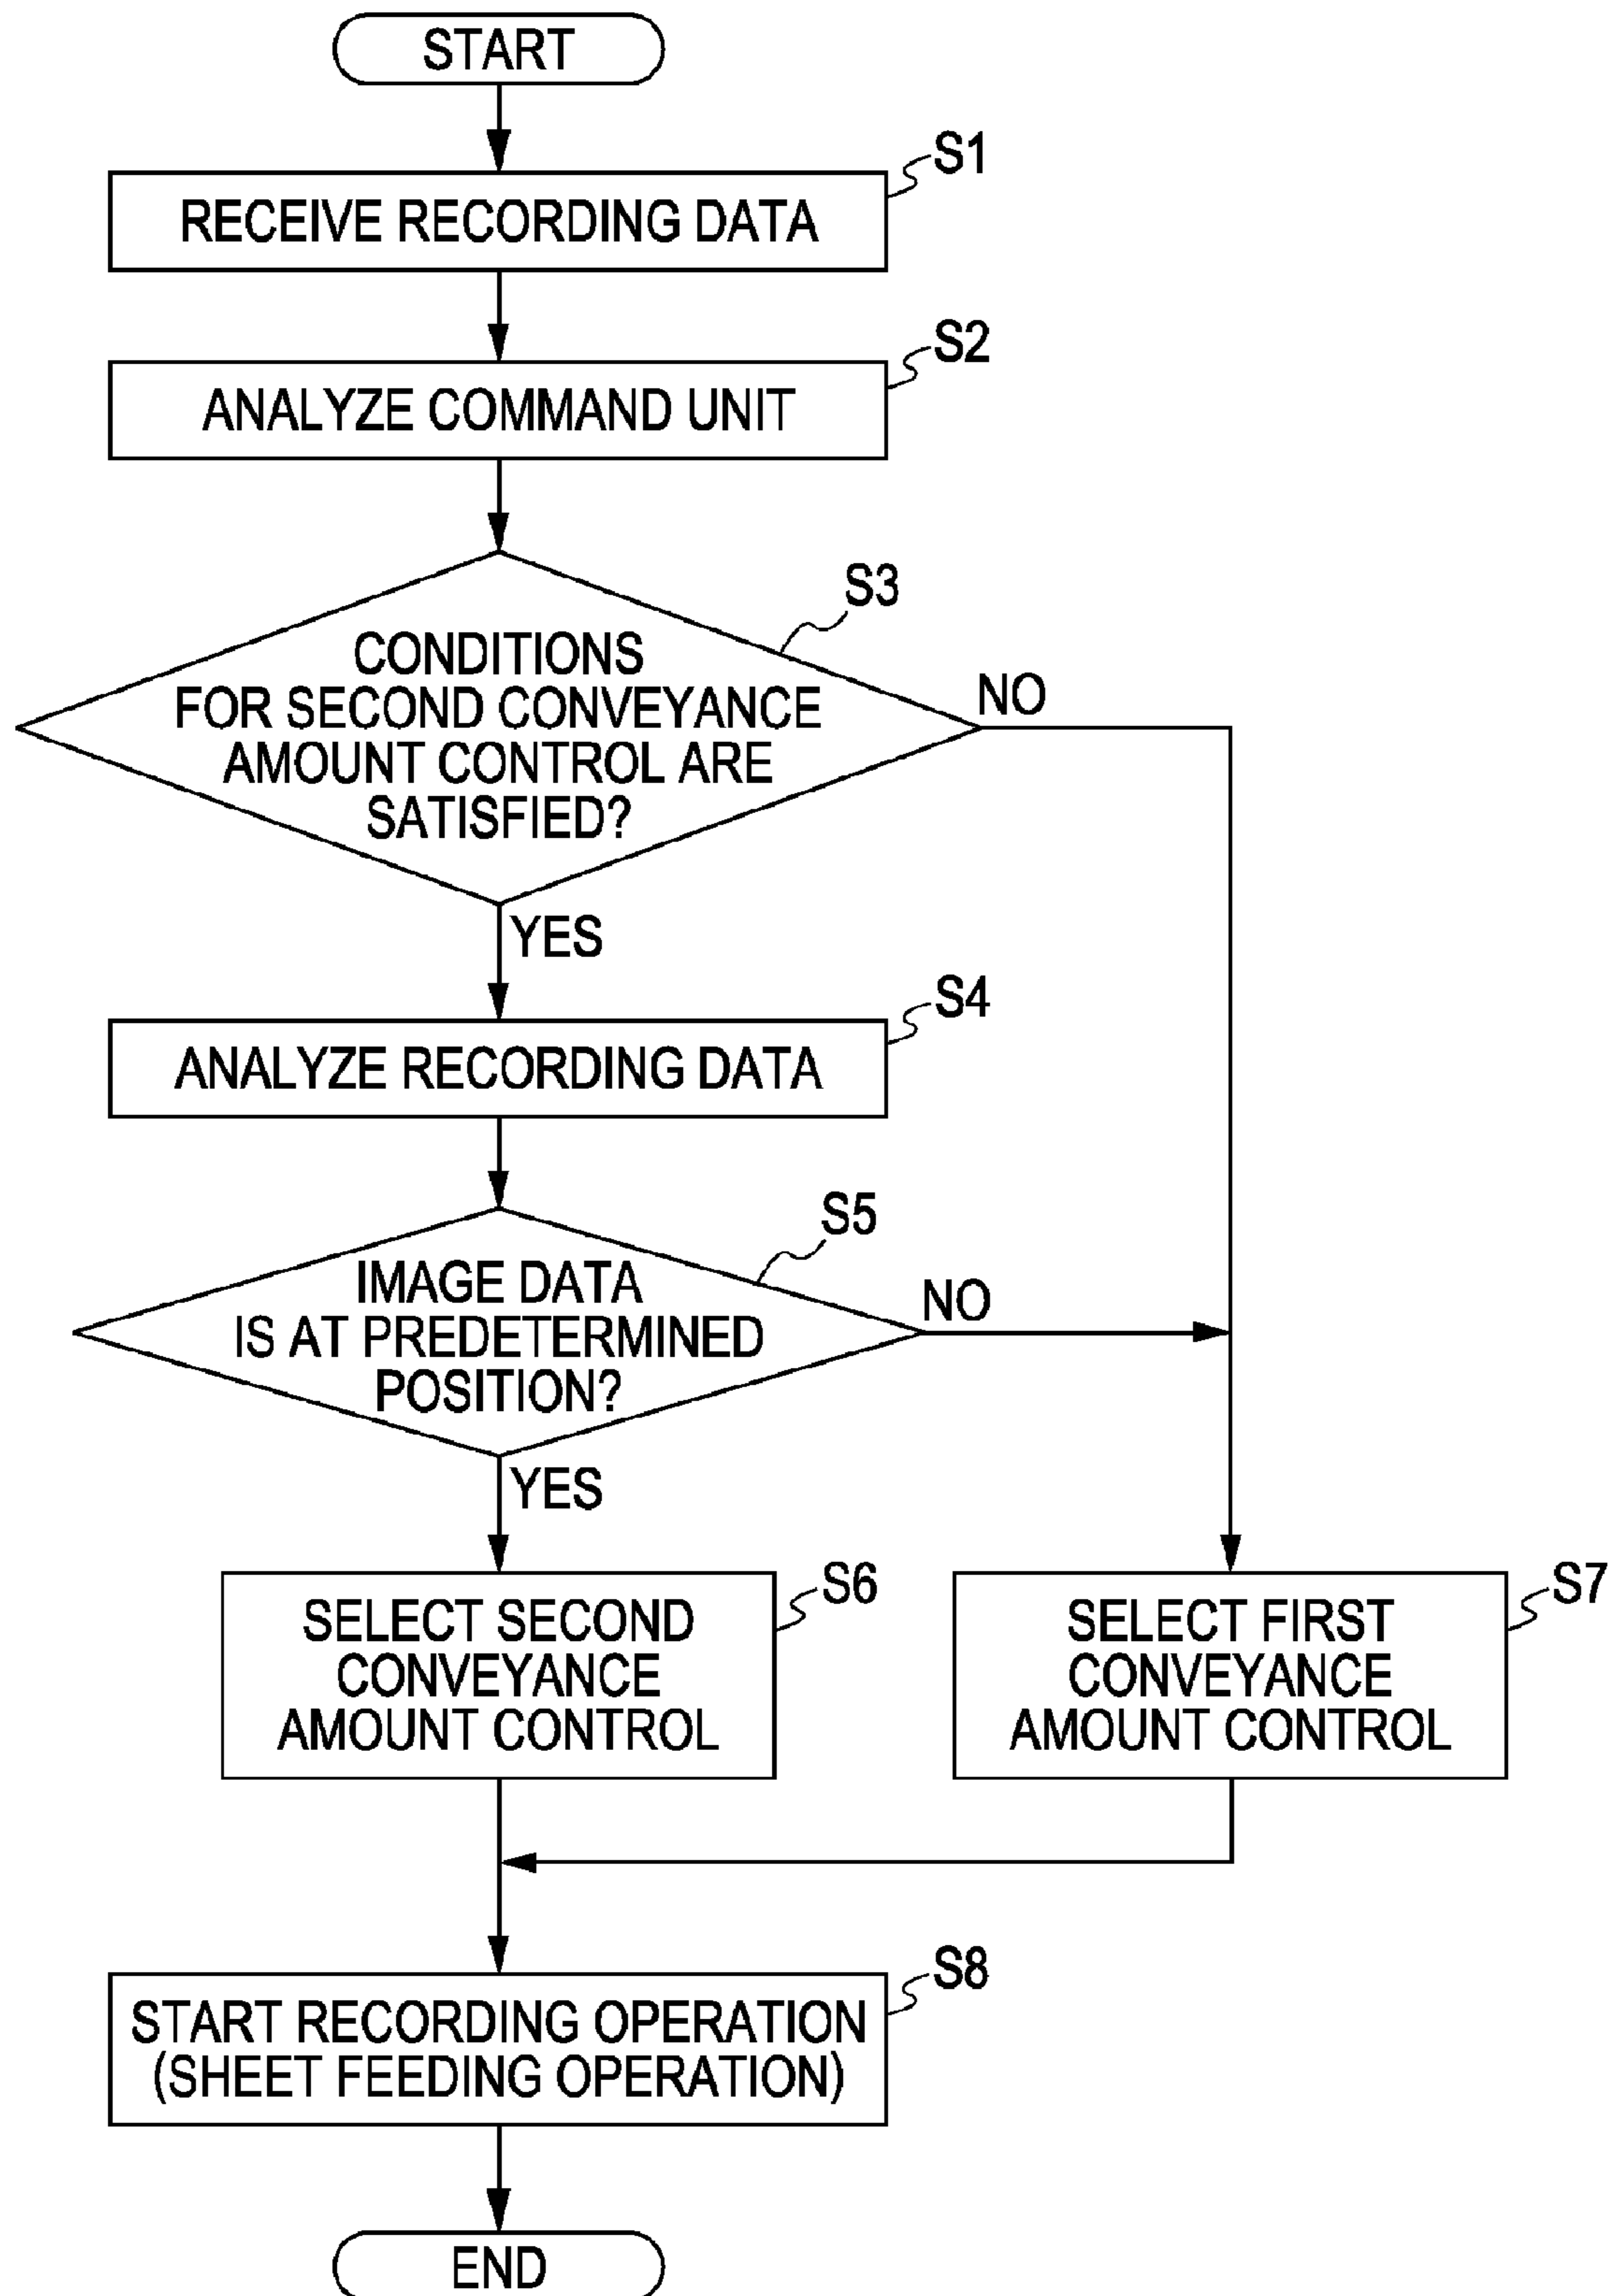 START
S1
RECEIVE RECORDING DATA
S2
ANALYZE COMMAND UNIT
S3
CONDITIONS
FOR SECOND CONVEYANCE
AMOUNT CONTROL ARE
SATISFIED?
NO
YES
S4
ANALYZE RECORDING DATA
S5
IMAGE DATA
IS AT PREDETERMINED
POSITION?
NO
YES
S6
SELECT SECOND
CONVEYANCE
AMOUNT CONTROL
S7
SELECT FIRST
CONVEYANCE
AMOUNT CONTROL
S8
START RECORDING OPERATION
(SHEET FEEDING OPERATION)
END